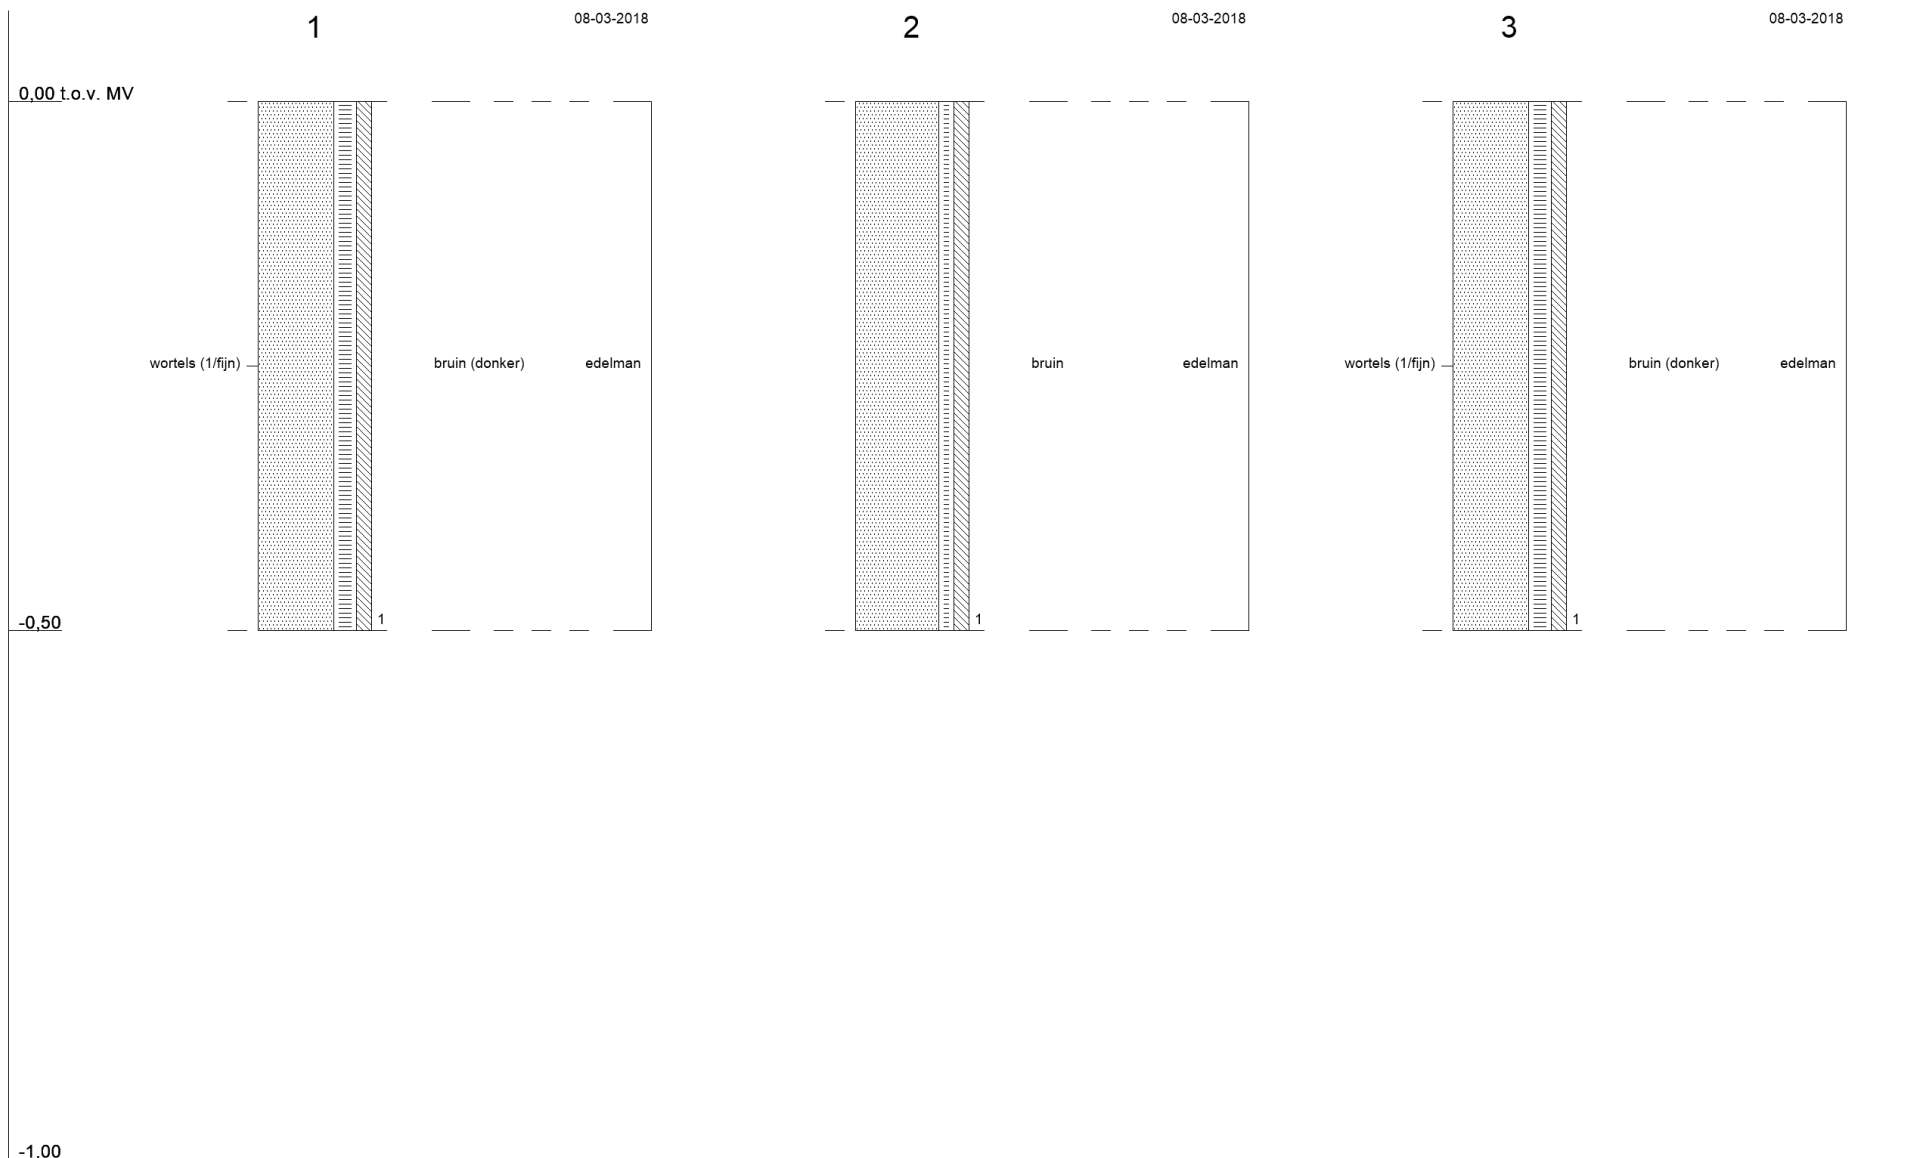 1
08-03-2018
2
08-03-2018
3
08-03-2018
0,00 t.o.v. MV
wortels (1/fijn)
bruin (donker)
edelman
bruin
edelman
wortels (1/fijn)
bruin (donker)
edelman
-0,50
1
1
1
-1,00